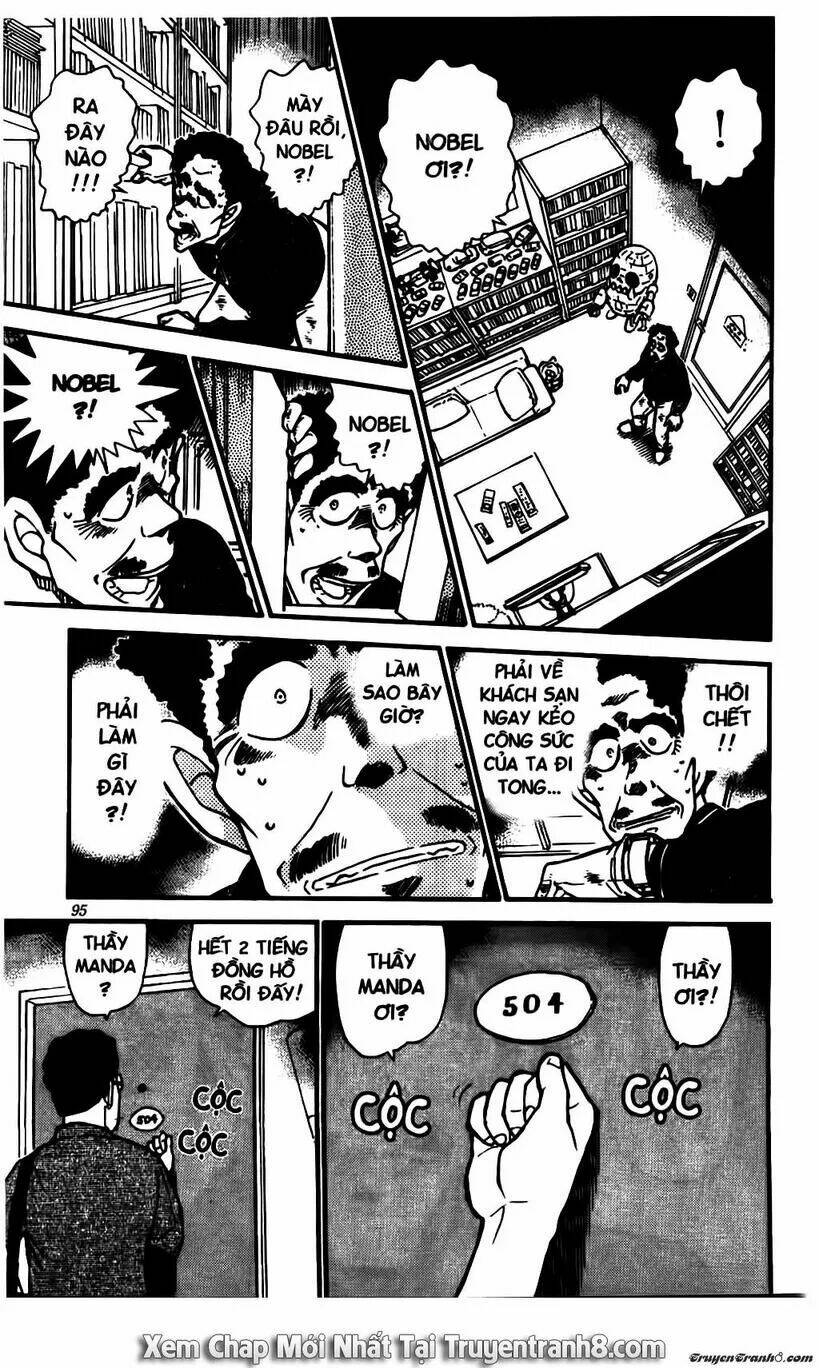 !
NOBEL
ƠI?!
MÀY
ĐÂU RỒI,
NOBEL
?!
RA
ĐÂY
NÀO
!!!
NOBEL
?!
NOBEL
?!
THÔI
CHẾT
!!
PHẢI VỀ
KHÁCH SẠN
NGAY KẺO
CÔNG SỨC
CỦA TA ĐI
TONG...
LÀM
SAO BÂY
GIỜ?
PHẢI
LÀM
GÌ
ĐÂY
?!
95
THẦY
ƠI?!
THẦY
MANDA
ƠI?
504
CỘC
CỘC
HẾT 2 TIẾNG
ĐỒNG HỒ
RỒI ĐẤY!
THẦY
MANDA
?
504
CỘC
CỘC
Xem Chap Mới Nhất Tại Truyentranh8.com
TruyenTranh8.com